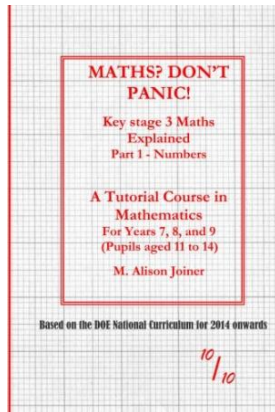 MATHS? DON'T
PANIC!
Key stage 3 Maths
Explained
Part 1 - Numbers
A Tutorial Course in
Mathematics
For Years 7, 8, and 9
(Pupils aged 11 to 14)
M. Alison Joiner
Based on the DOE National Curriculum for 2014 onwards
10/10